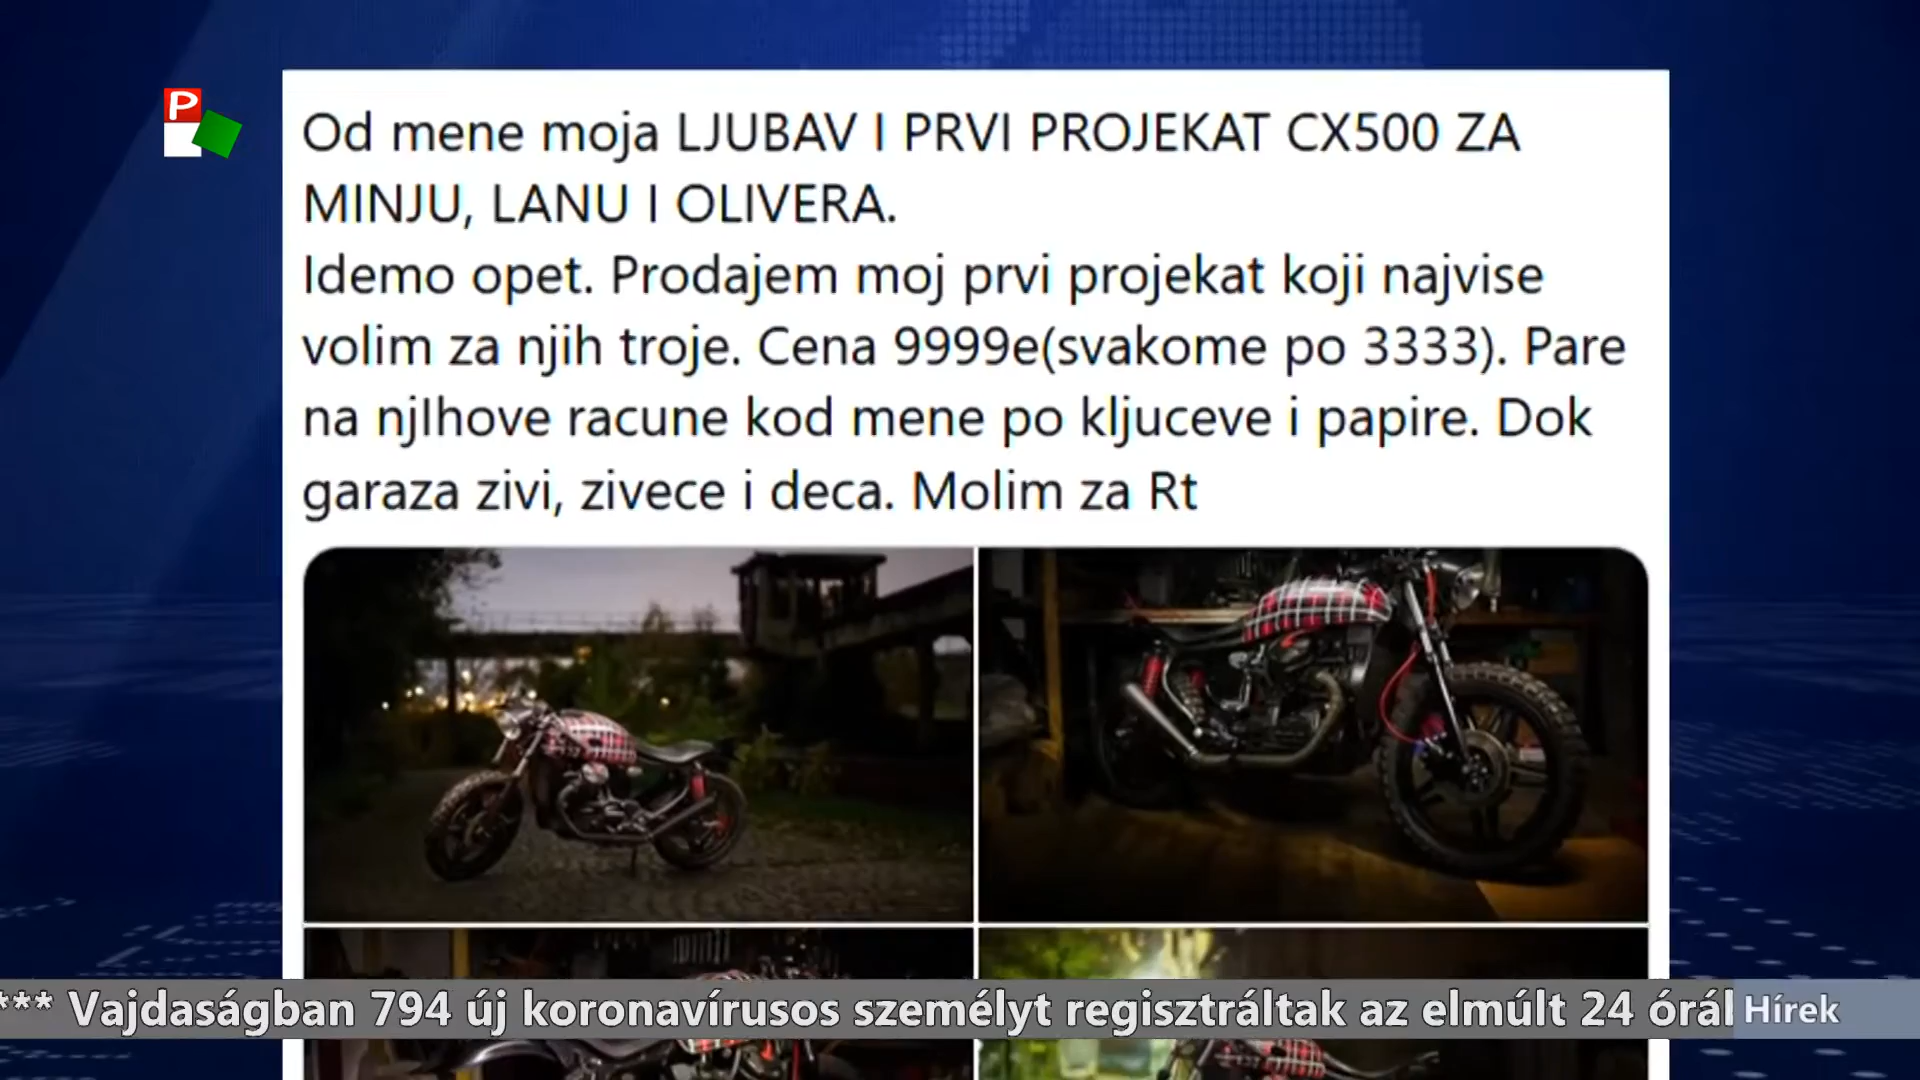 P
Od mene moja LJUBAV I PRVI PROJEKAT CX500 ZA
MINJU, LANU I OLIVERA.
Idemo opet. Prodajem moj prvi projekat koji najvise
volim za njih troje. Cena 9999e(svakome po 3333). Pare
na njIhove racune kod mene po kljuceve i papire. Dok
garaza zivi, zivece i deca. Molim za Rt
*** Vajdaságban 794 új koronavírusos személyt regisztráltak az elmúlt 24 órá
Hírek